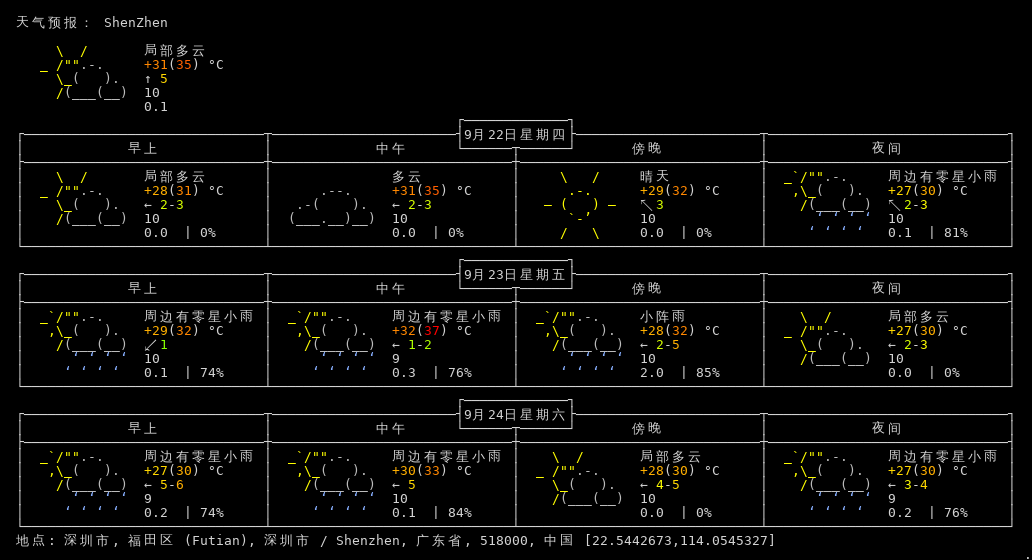 天气预报： ShenZhen
局部多云
+31(35) °C
↑ 5
10
0.1
9月22日星期四
早上 中午 傍晚 夜间
局部多云 多云 晴天 周边有零星小雨
+28(31) °C +31(35) °C +29(32) °C +27(30) °C
← 2-3 ← 2-3 ↖ 3 ↖ 2-3
10 10 10 10
0.0 | 0% 0.0 | 0% 0.0 | 0% 0.1 | 81%
9月23日星期五
早上 中午 傍晚 夜间
周边有零星小雨 周边有零星小雨 小阵雨 局部多云
+29(32) °C +32(37) °C +28(32) °C +27(30) °C
↙ 1 ← 1-2 ← 2-5 ← 2-3
10 9 10 10
0.1 | 74% 0.3 | 76% 2.0 | 85% 0.0 | 0%
9月24日星期六
早上 中午 傍晚 夜间
周边有零星小雨 周边有零星小雨 局部多云 周边有零星小雨
+27(30) °C +30(33) °C +28(30) °C +27(30) °C
← 5-6 ← 5 ← 4-5 ← 3-4
9 10 10 9
0.2 | 74% 0.1 | 84% 0.0 | 0% 0.2 | 76%
地点: 深圳市, 福田区 (Futian), 深圳市 / Shenzhen, 广东省, 518000, 中国 [22.5442673,114.0545327]